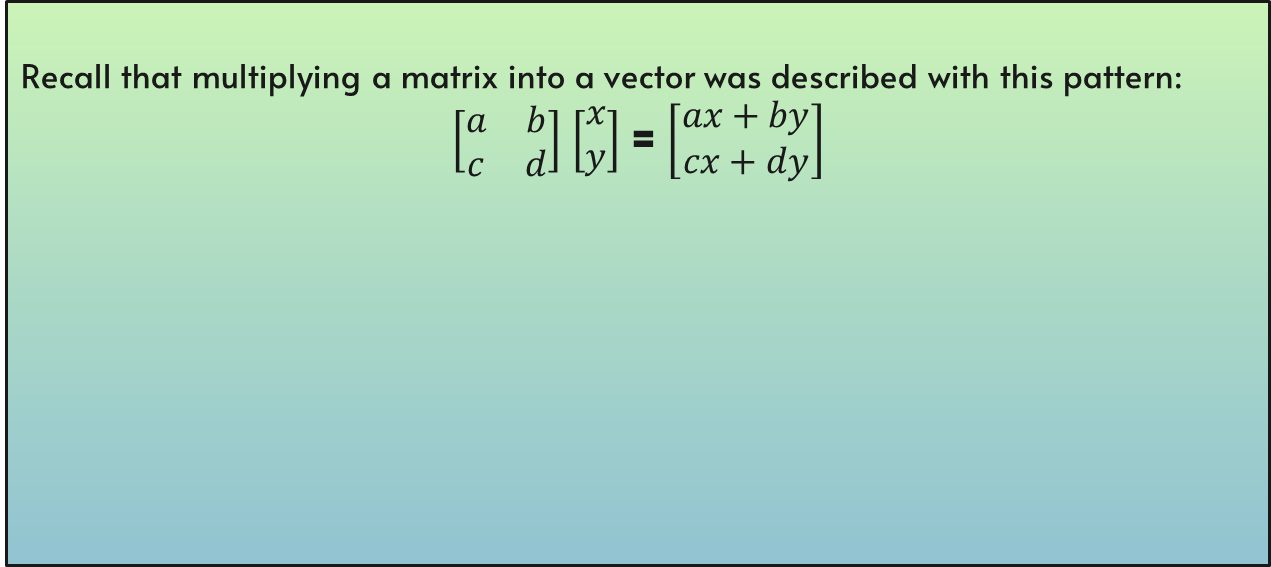 Recall that multiplying a matrix into a vector was described with this pattern:
[a b] [x] = [ax + by]
[c d] [y] [cx + dy]